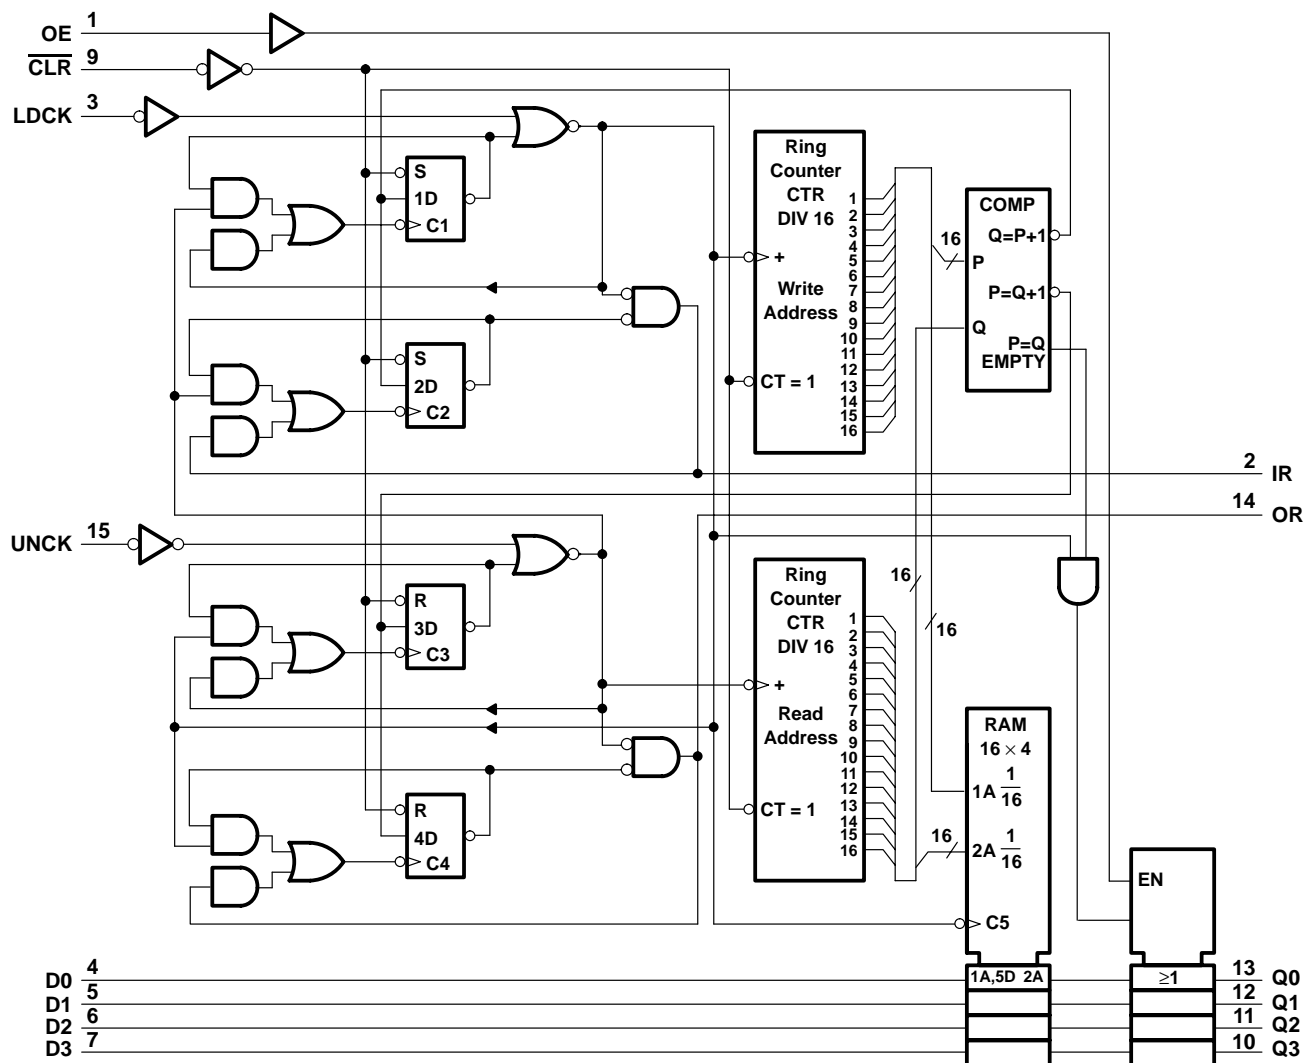 OE 1
CLR 9
LDCK 3
S
1D
C1
S
2D
C2
Ring
Counter
CTR
DIV 16
+
Write
Address
CT = 1
1
2
3
4
5
6
7
8
9
10
11
12
13
14
15
16
COMP
Q=P+1
16
P
P=Q+1
Q
P=Q
EMPTY
2 IR
14 OR
UNCK 15
R
3D
C3
R
4D
C4
Ring
Counter
CTR
DIV 16
+
Read
Address
CT = 1
1
2
3
4
5
6
7
8
9
10
11
12
13
14
15
16
16
16
16
RAM
16 × 4
1A 1
16
2A 1
16
C5
EN
D0 4 1A,5D 2A ≥1 13 Q0
D1 5 12 Q1
D2 6 11 Q2
D3 7 10 Q3